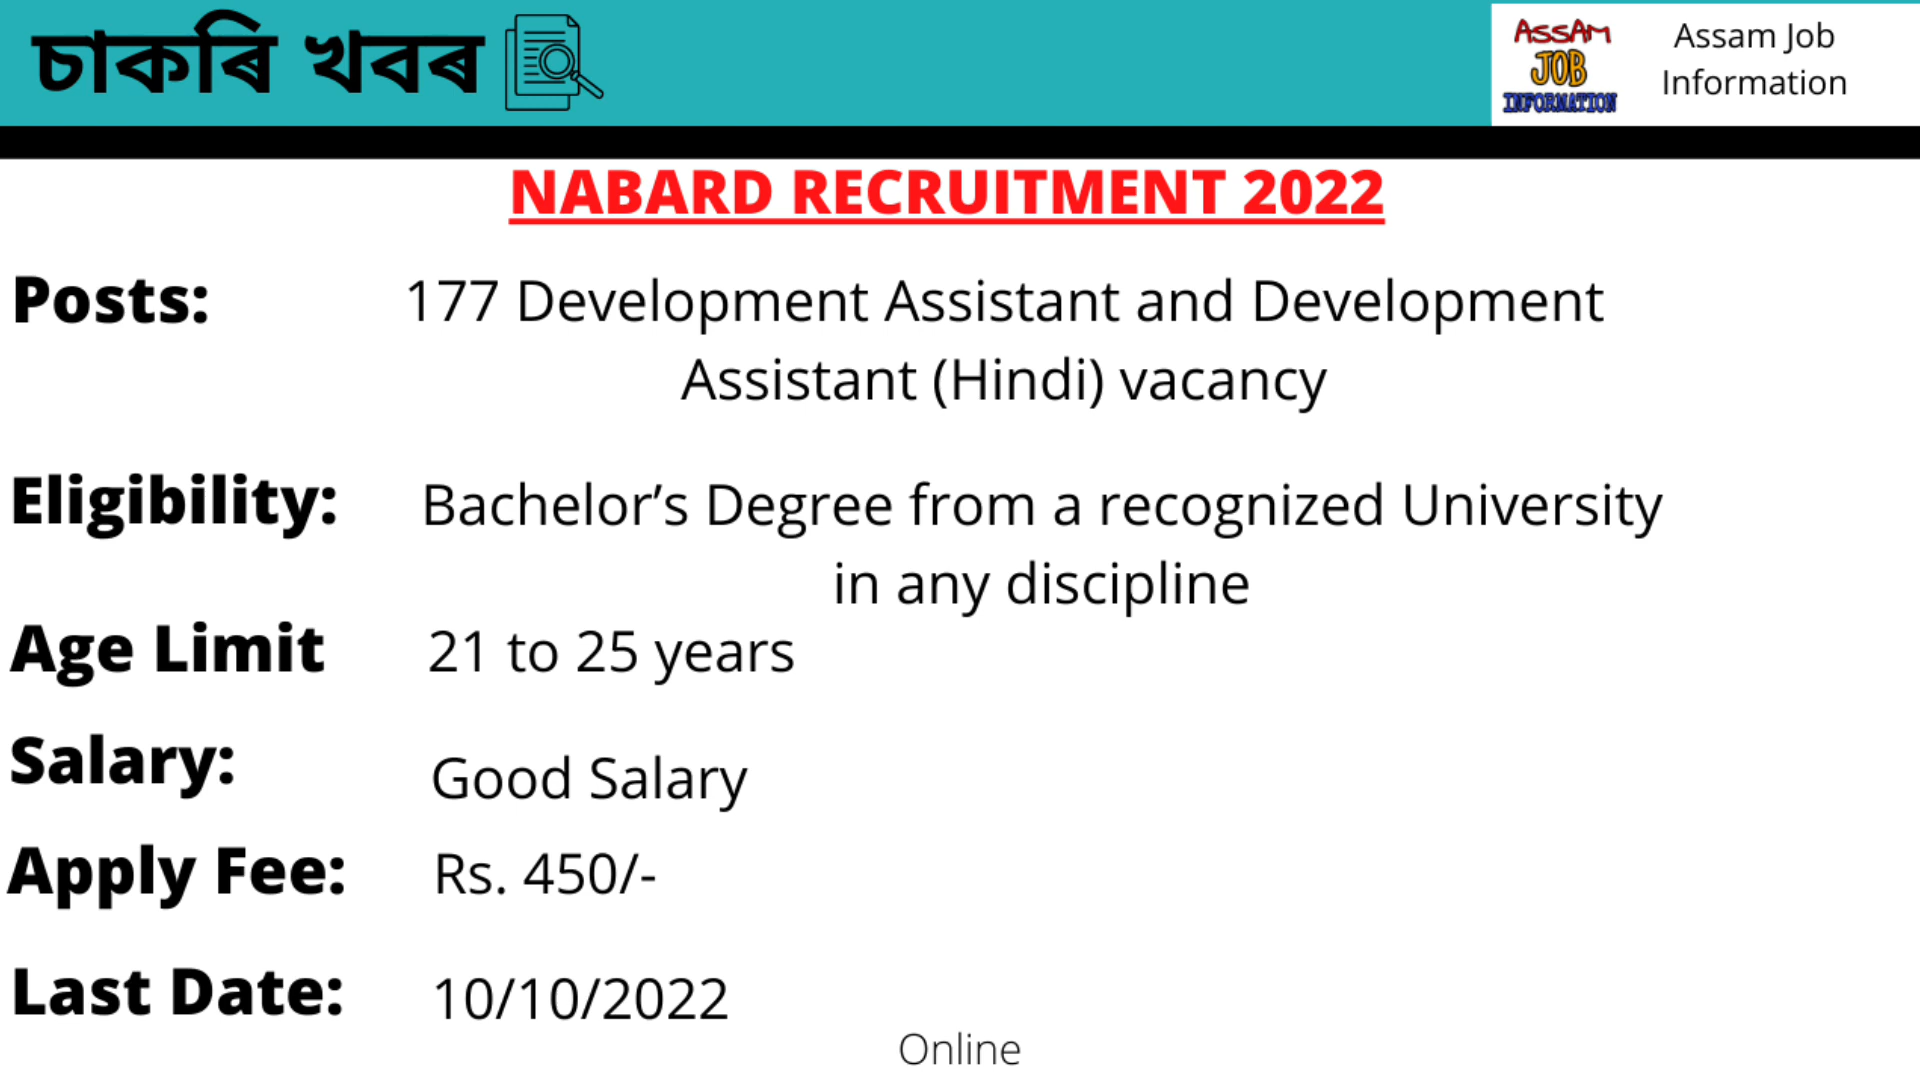 চাকৰি খবৰ
ASSAM
JOB
INFORMATION
Assam Job
Information
NABARD RECRUITMENT 2022
Posts: 177 Development Assistant and Development
Assistant (Hindi) vacancy
Eligibility: Bachelor’s Degree from a recognized University
in any discipline
Age Limit 21 to 25 years
Salary: Good Salary
Apply Fee: Rs. 450/-
Last Date: 10/10/2022
Online